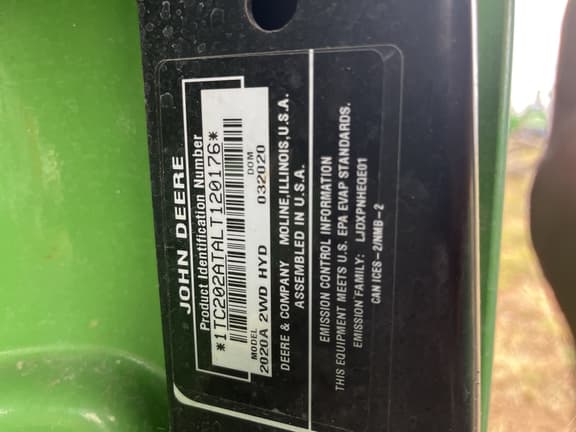 JOHN DEERE
Product Identification Number
*1TC202ATALT120176*
MODEL DOM
2020A 2WD HYD 032020
DEERE & COMPANY MOLINE,ILLINOIS,U.S.A.
ASSEMBLED IN U.S.A.
EMISSION CONTROL INFORMATION
THIS EQUIPMENT MEETS U.S. EPA EVAP STANDARDS.
EMISSION FAMILY: LJDXPNHEQE01
CAN ICES-2/NMB-2